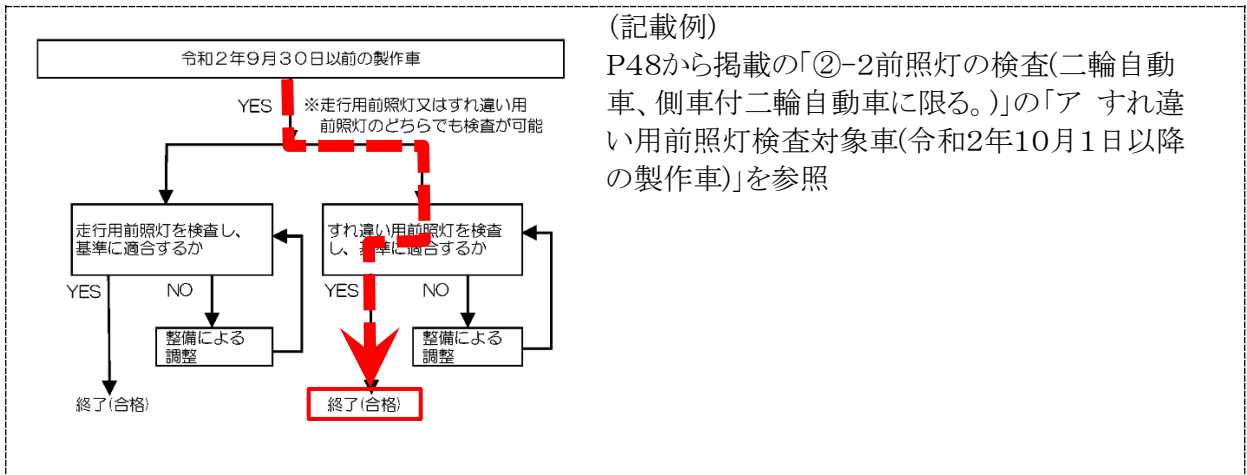 令和2年9月30日以前の製作車
YES
※走行用前照灯又はすれ違い用
前照灯のどちらでも検査が可能
走行用前照灯を検査し、
基準に適合するか
YES
NO
整備による
調整
終了(合格)
すれ違い用前照灯を検査
し、基準に適合するか
YES
NO
整備による
調整
終了(合格)
(記載例)
P48から掲載の「②-2前照灯の検査(二輪自動
車、側車付二輪自動車に限る。)」の「ア すれ違
い用前照灯検査対象車(令和2年10月1日以降
の製作車)」を参照